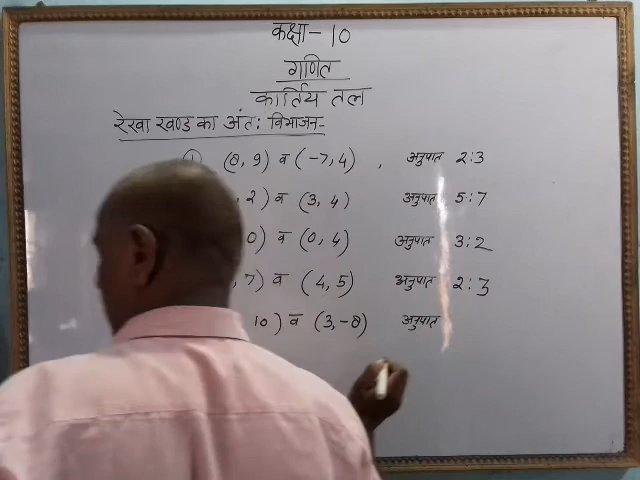 कक्षा - 10
गणित
कार्तिय तल
रेखा खण्ड का अंतः विभाजन:-
(8, 9) व (-7, 4) , अनुपात 2:3
, 2) व (3, 4) अनुपात 5:7
0) व (0, 4) अनुपात 3:2
, 7) व (4, 5) अनुपात 2:3
10) व (3, -8) अनुपात